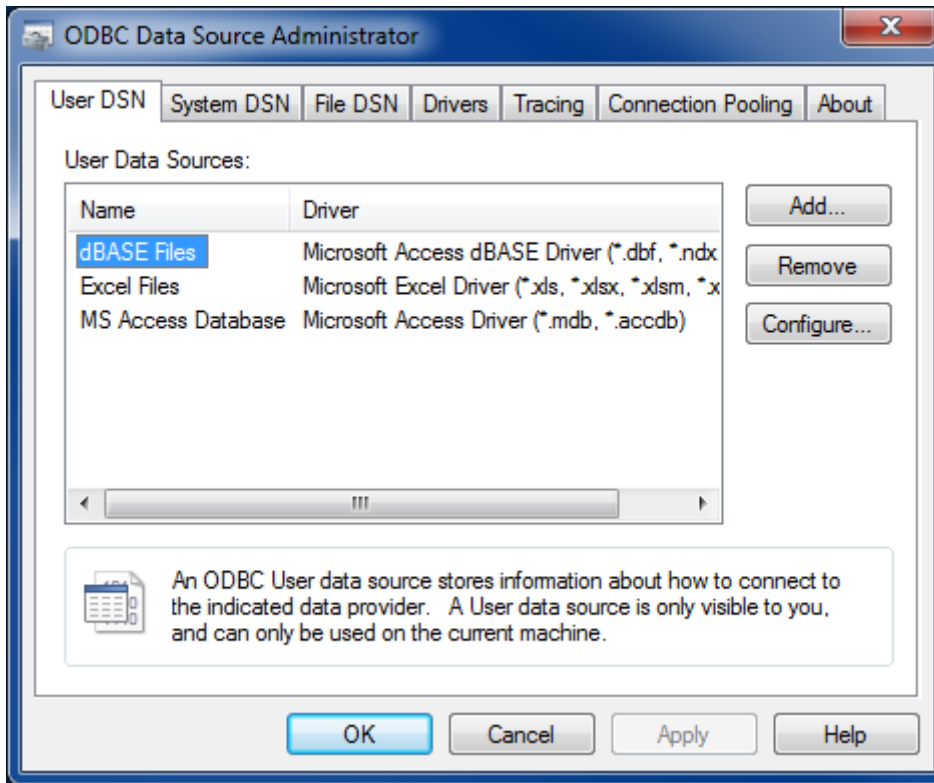 ODBC Data Source Administrator
User DSN System DSN File DSN Drivers Tracing Connection Pooling About
User Data Sources:
Name Driver
dBASE Files Microsoft Access dBASE Driver (*.dbf, *.ndx
Excel Files Microsoft Excel Driver (*.xls, *.xlsx, *.xlsm, *.x
MS Access Database Microsoft Access Driver (*.mdb, *.accdb)
Add...
Remove
Configure...
An ODBC User data source stores information about how to connect to
the indicated data provider. A User data source is only visible to you,
and can only be used on the current machine.
OK Cancel Apply Help